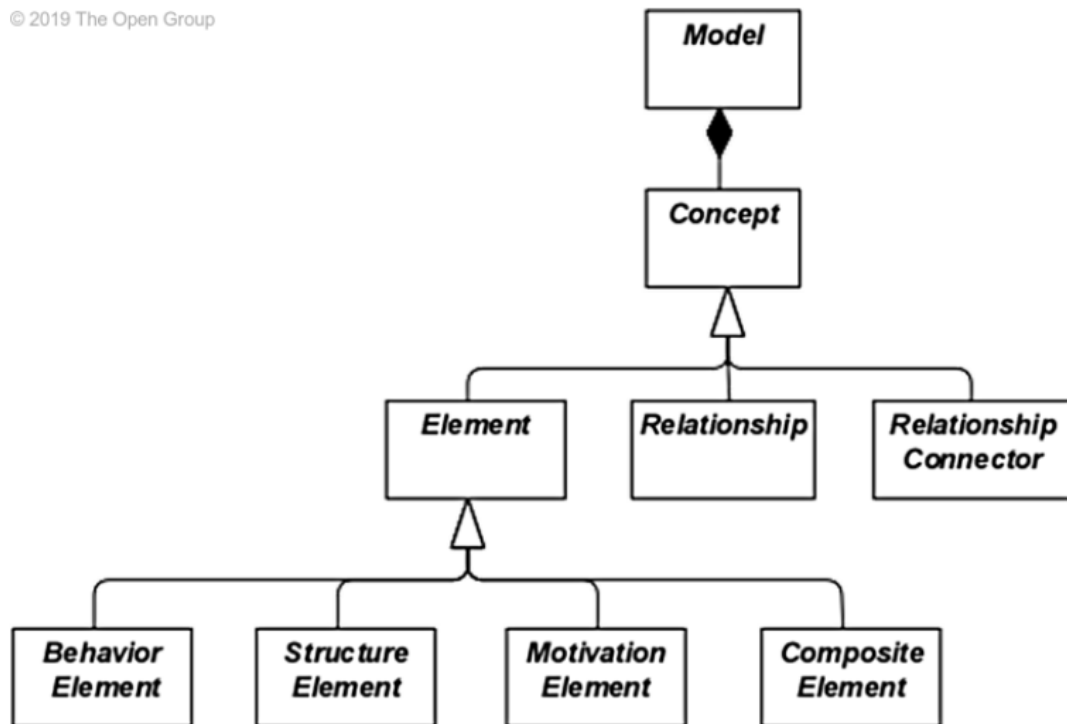 © 2019 The Open Group
Model
Concept
Element
Relationship
Relationship
Connector
Behavior
Element
Structure
Element
Motivation
Element
Composite
Element